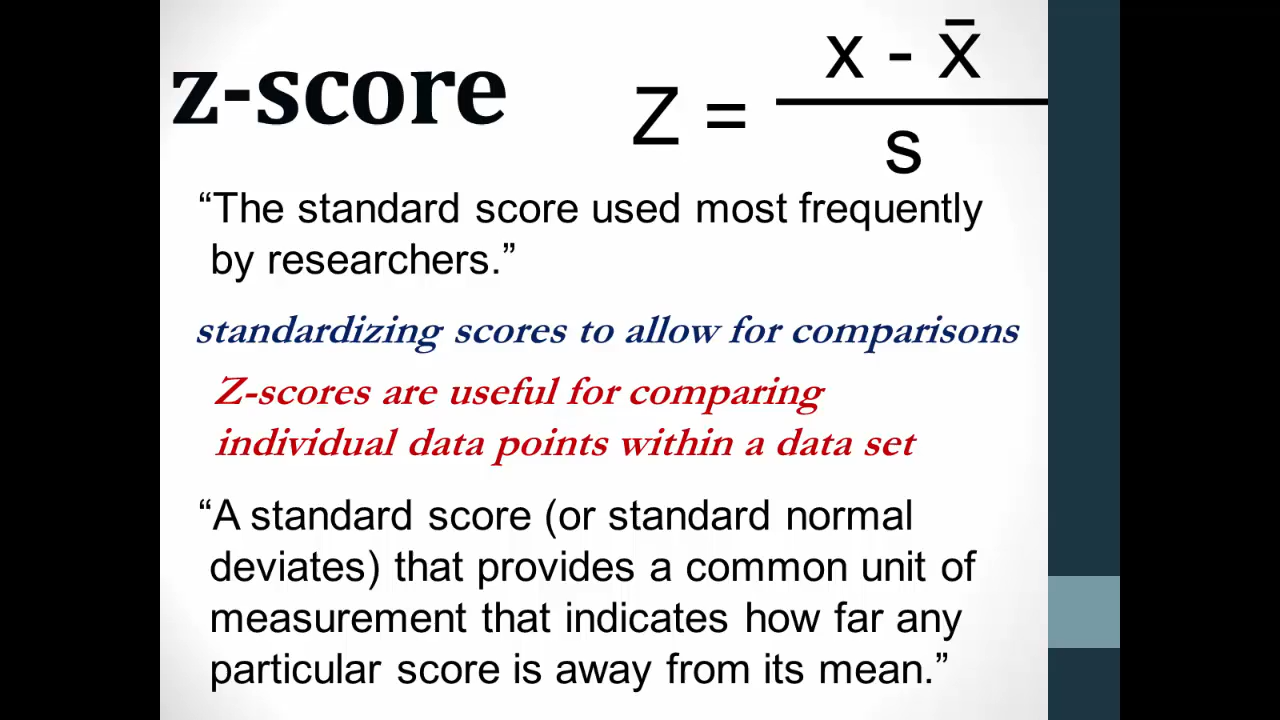 z-score
Z = x - x̄ / s
“The standard score used most frequently
by researchers.”
standardizing scores to allow for comparisons
Z-scores are useful for comparing
individual data points within a data set
“A standard score (or standard normal
deviates) that provides a common unit of
measurement that indicates how far any
particular score is away from its mean.”